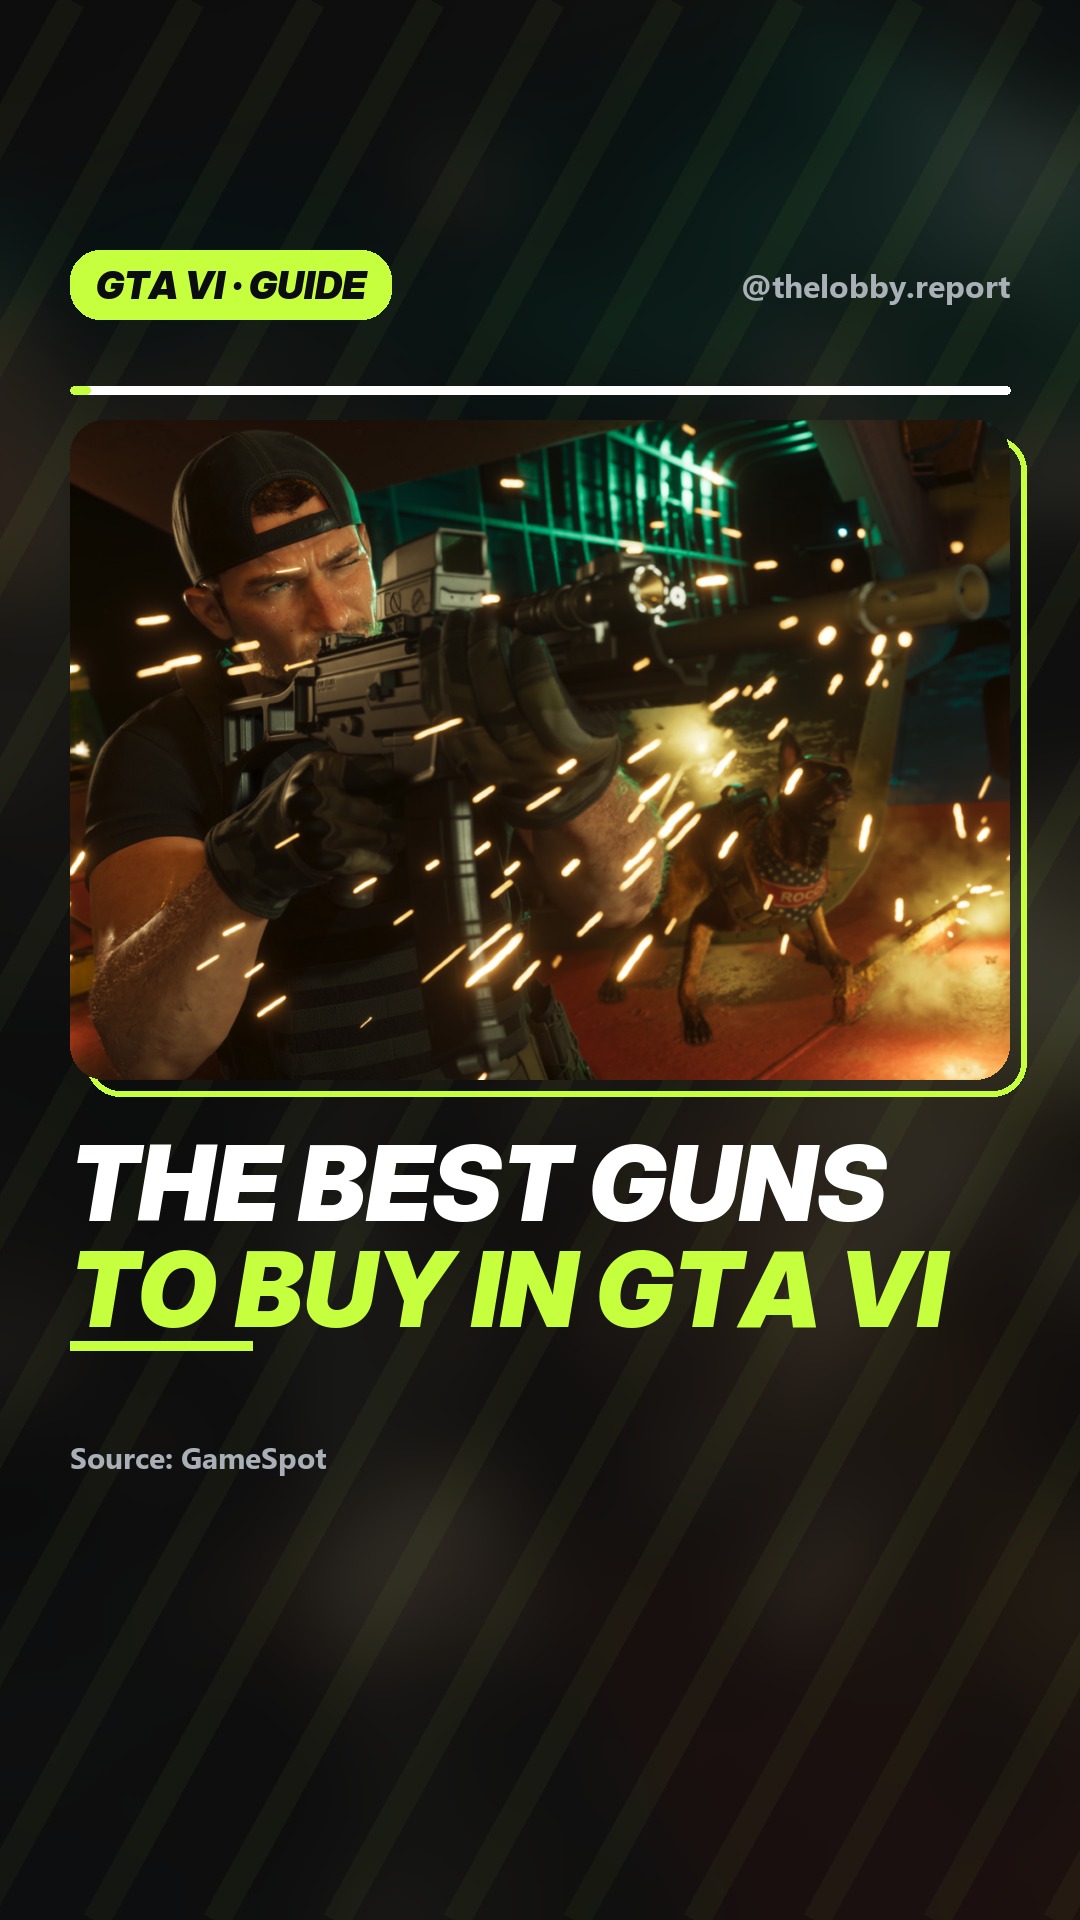 GTA VI · GUIDE
@thelobby.report
THE BEST GUNS
TO BUY IN GTA VI
Source: GameSpot